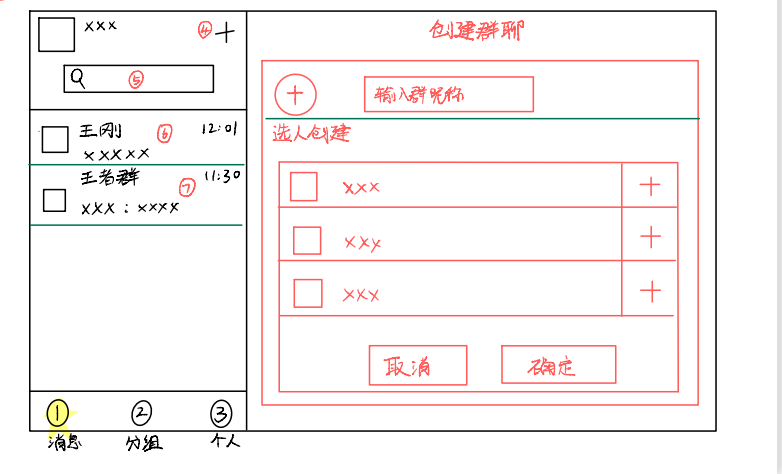 xxx ④ +
⑤
王刚 ⑥ 12:01
xxxxx
王者群 ⑦ 11:30
xxx : xxxx
① ② ③
消息 分组 个人
创建群聊
+ 输入群昵称
选人创建
xxx +
xxy +
xxx +
取消 确定